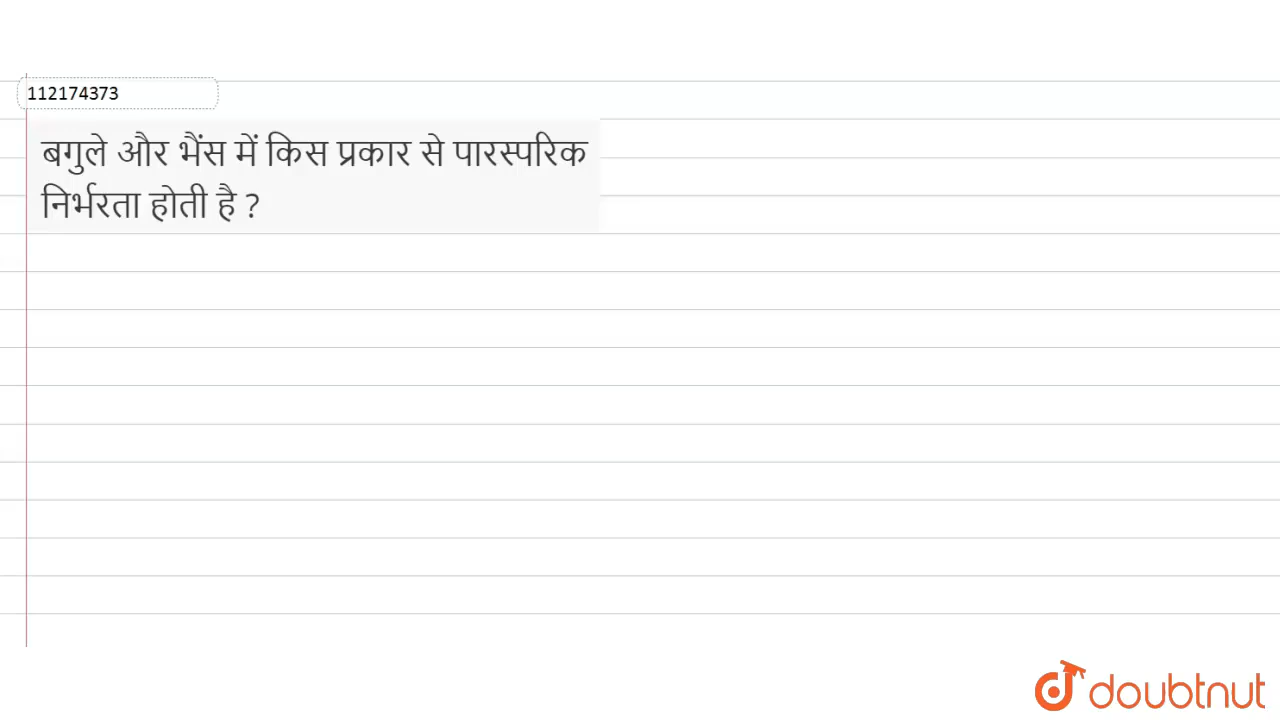 112174373
बगुले और भैंस में किस प्रकार से पारस्परिक
निर्भरता होती है ?
doubtnut